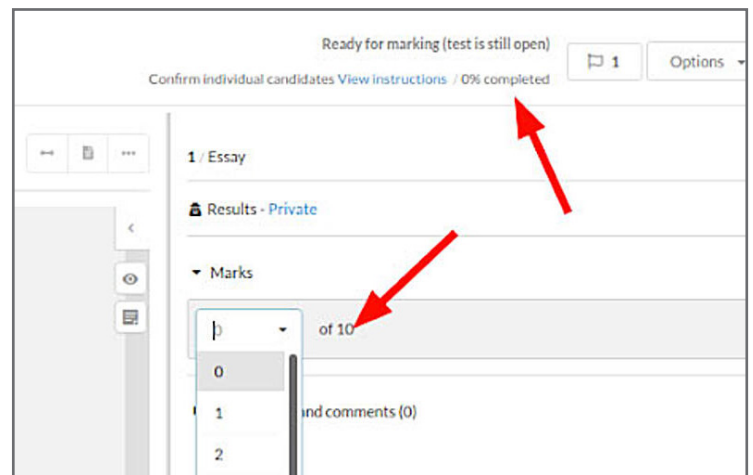 Ready for marking (test is still open)
1
Options
Confirm individual candidates View instructions / 0% completed
1 / Essay
Results - Private
Marks
0 of 10
0
1
and comments (0)
2